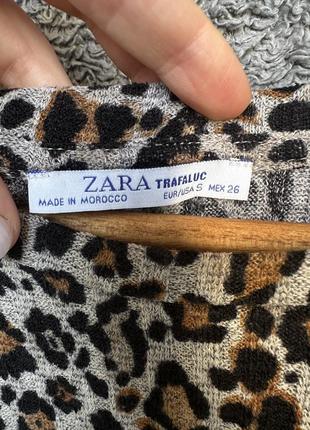 ZARA TRAFALUC
MADE IN MOROCCO EUR/USA S MEX 26